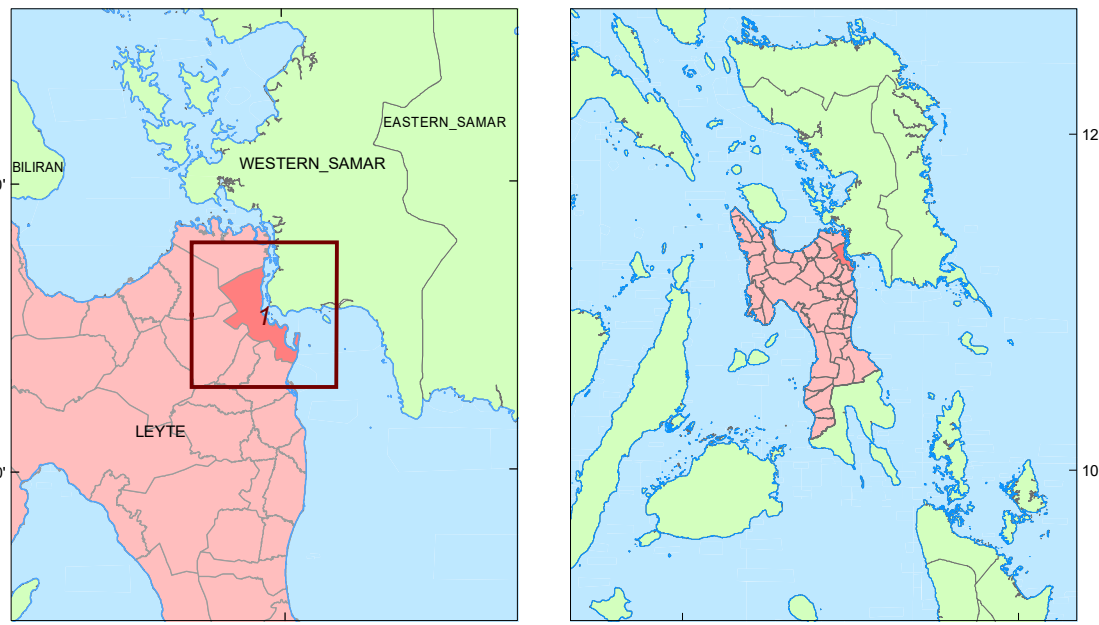 EASTERN_SAMAR
WESTERN_SAMAR
BILIRAN
0'
1
LEYTE
0'
12
10